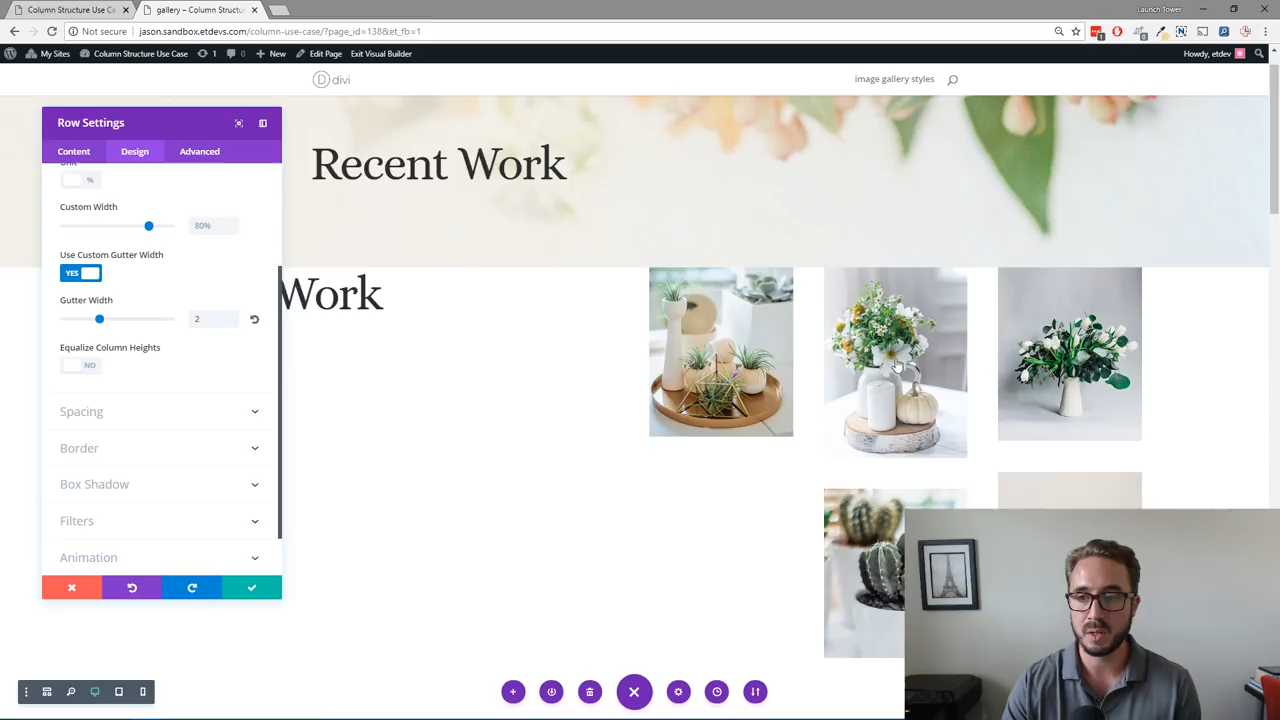 Launch Tower
Column Structure Use Ca
gallery – Column Structu
Not secure
jason.sandbox.etdevs.com/column-use-case/?page_id=138&et_fb=1
My Sites
Column Structure Use Case
1
0
New
Edit Page
Exit Visual Builder
Howdy, etdev
D divi
image gallery styles
Row Settings
Content
Design
Advanced
Recent Work
%
Custom Width
80%
Use Custom Gutter Width
YES
Work
Gutter Width
2
Equalize Column Heights
NO
Spacing
Border
Box Shadow
Filters
Animation